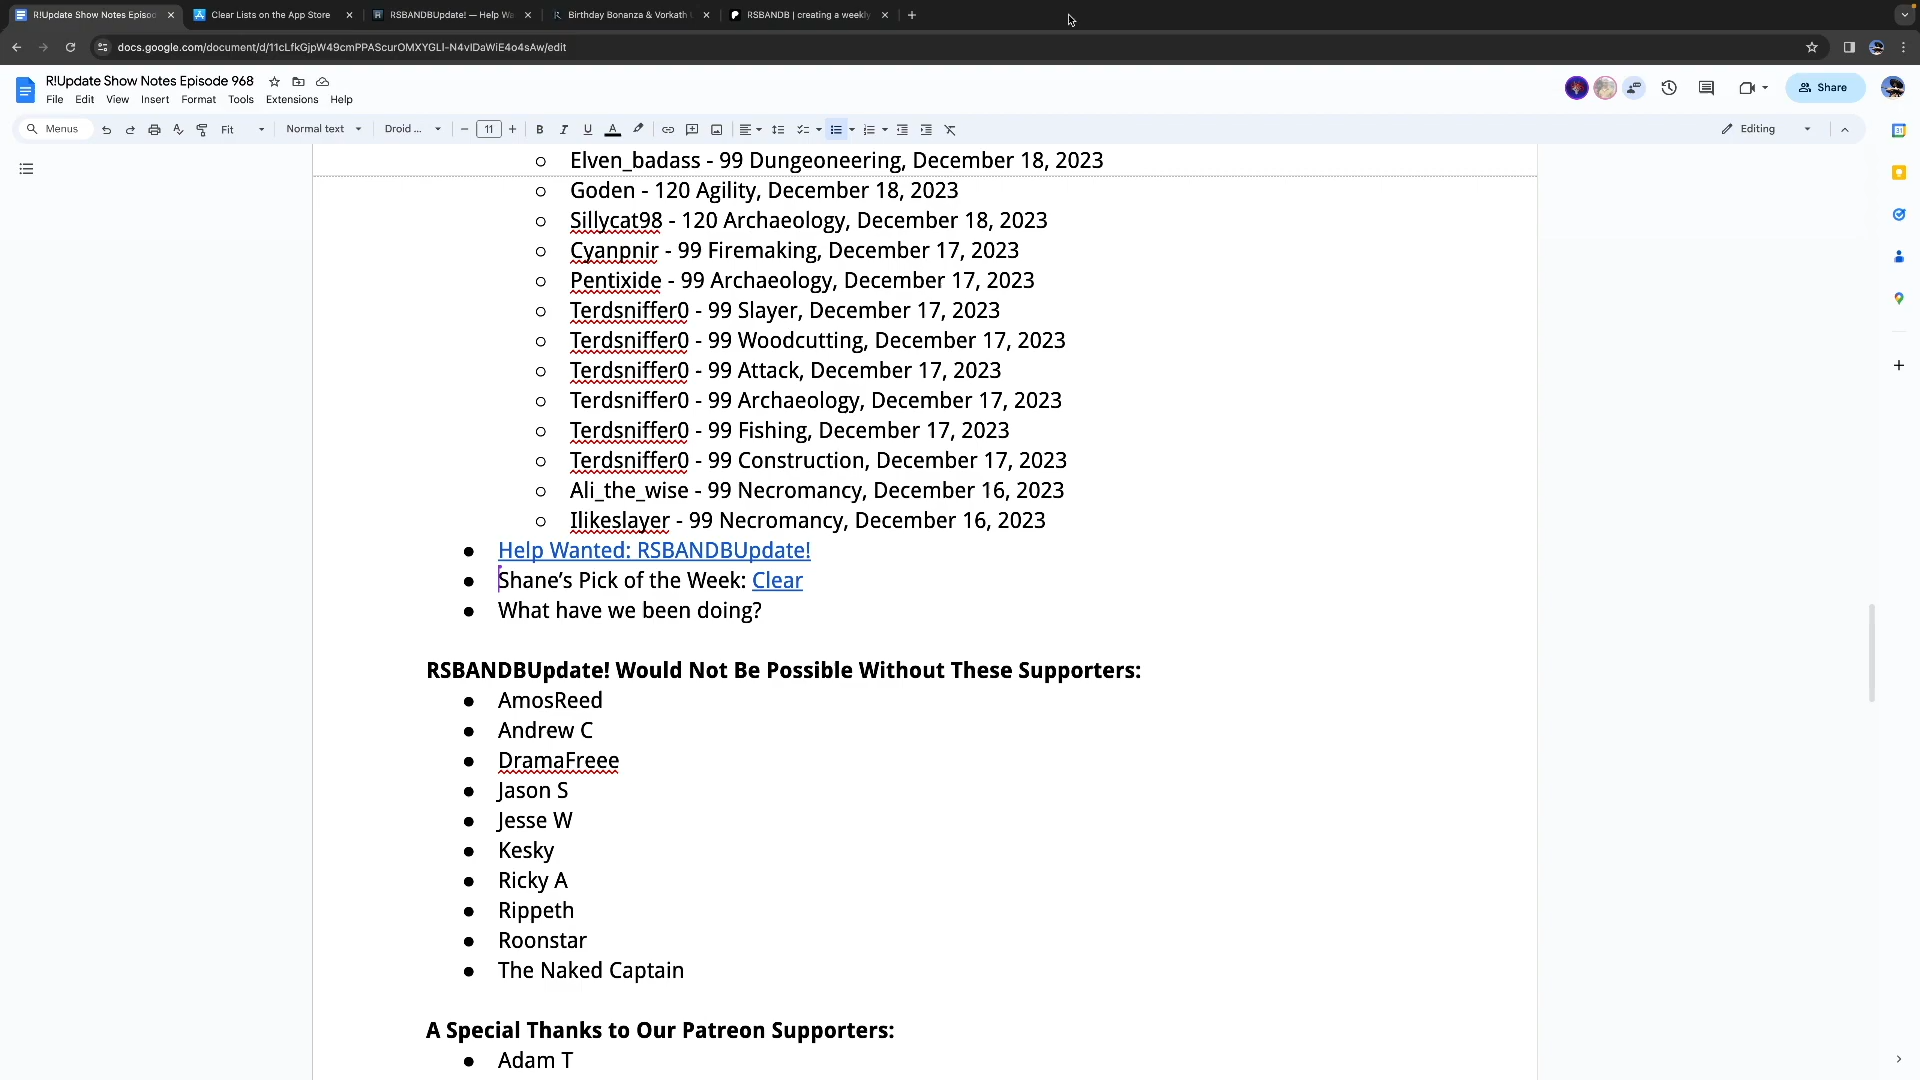 R!Update Show Notes Episo
Clear Lists on the App Store
RSBANDBUpdate! — Help Wa
Birthday Bonanza & Vorkath
RSBANDB | creating a weekly
docs.google.com/document/d/11cLfkGjpW49cmPPAScurOMXYGLI-N4vIDaWiE4o4sAw/edit
R!Update Show Notes Episode 968
File Edit View Insert Format Tools Extensions Help
Share
Menus Fit Normal text Droid ... 11 Editing
Elven_badass - 99 Dungeoneering, December 18, 2023
Goden - 120 Agility, December 18, 2023
Sillycat98 - 120 Archaeology, December 18, 2023
Cyanpnir - 99 Firemaking, December 17, 2023
Pentixide - 99 Archaeology, December 17, 2023
Terdsniffer0 - 99 Slayer, December 17, 2023
Terdsniffer0 - 99 Woodcutting, December 17, 2023
Terdsniffer0 - 99 Attack, December 17, 2023
Terdsniffer0 - 99 Archaeology, December 17, 2023
Terdsniffer0 - 99 Fishing, December 17, 2023
Terdsniffer0 - 99 Construction, December 17, 2023
Ali_the_wise - 99 Necromancy, December 16, 2023
Ilikeslayer - 99 Necromancy, December 16, 2023
Help Wanted: RSBANDBUpdate!
Shane’s Pick of the Week: Clear
What have we been doing?
RSBANDBUpdate! Would Not Be Possible Without These Supporters:
AmosReed
Andrew C
DramaFreee
Jason S
Jesse W
Kesky
Ricky A
Rippeth
Roonstar
The Naked Captain
A Special Thanks to Our Patreon Supporters:
Adam T